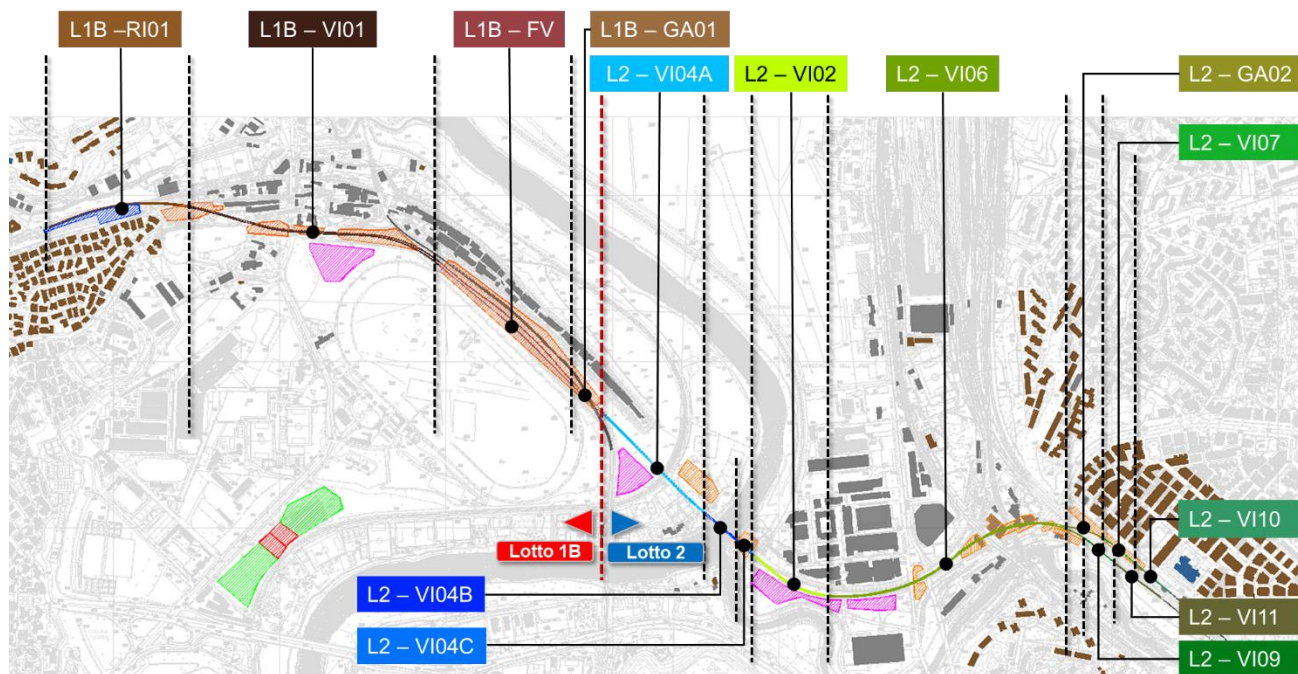 L1B –RI01
L1B – VI01
L1B – FV
L1B – GA01
L2 – VI04A
L2 – VI02
L2 – VI06
L2 – GA02
L2 – VI07
L2 – VI10
Lotto 1B
Lotto 2
L2 – VI04B
L2 – VI11
L2 – VI04C
L2 – VI09